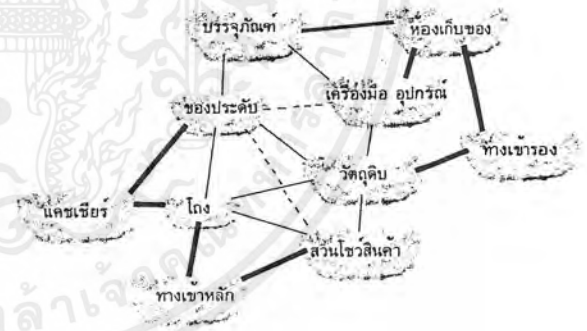 บรรจุภัณฑ์
ห้องเก็บของ
เครื่องมือ อุปกรณ์
ของประดับ
ทางเข้ารอง
วัตถุดิบ
แคชเชียร์
โถง
ส่วนโชว์สินค้า
ทางเข้าหลัก